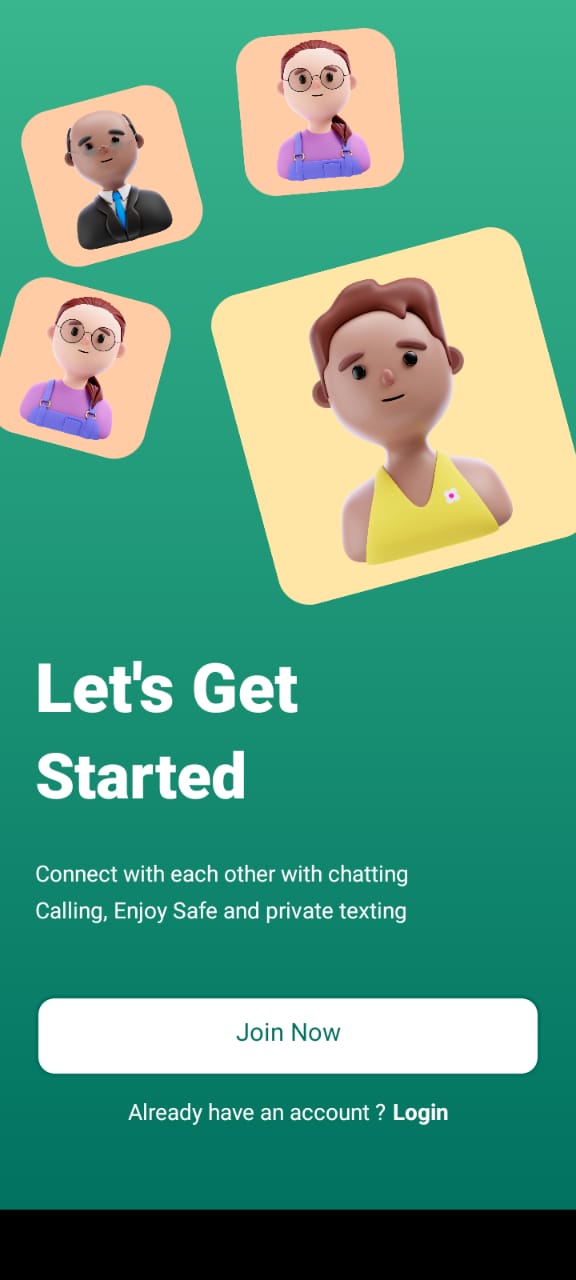 Let's Get
Started
Connect with each other with chatting
Calling, Enjoy Safe and private texting
Join Now
Already have an account ? Login